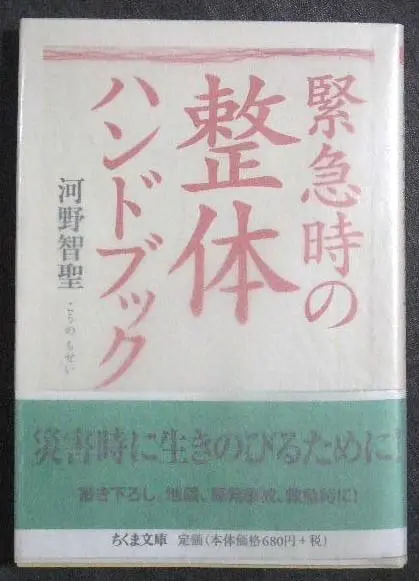 緊急時の
整体
ハンドブック
河野智聖
こうの ちせい
災害時に生きのびるために!
書き下ろし 地震、原発事故、救急時に!
ちくま文庫 定価(本体価格680円+税)